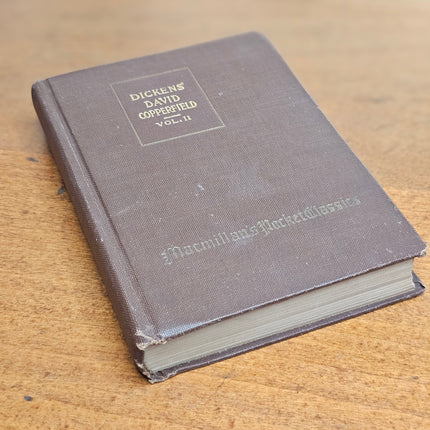 DICKENS'
DAVID
COPPERFIELD
VOL. II
Macmillan's Pocket Classics